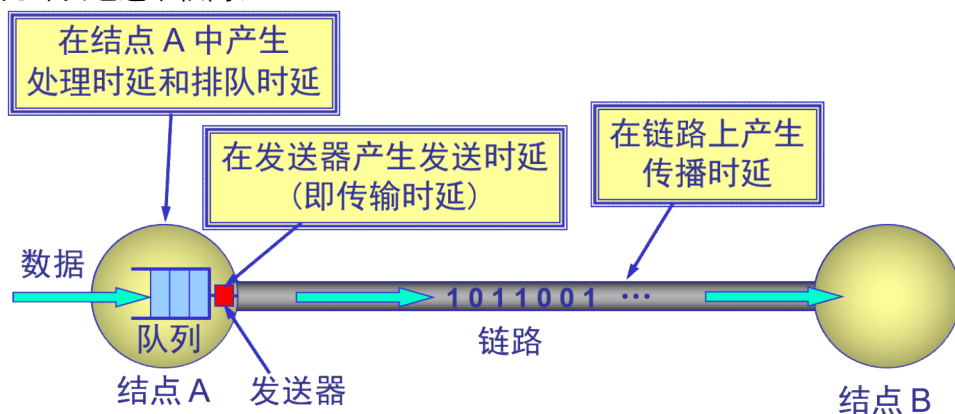 在结点 A 中产生
处理时延和排队时延
在发送器产生发送时延
(即传输时延)
在链路上产生
传播时延
数据
1 0 1 1 0 0 1 …
队列
链路
结点 A
发送器
结点 B